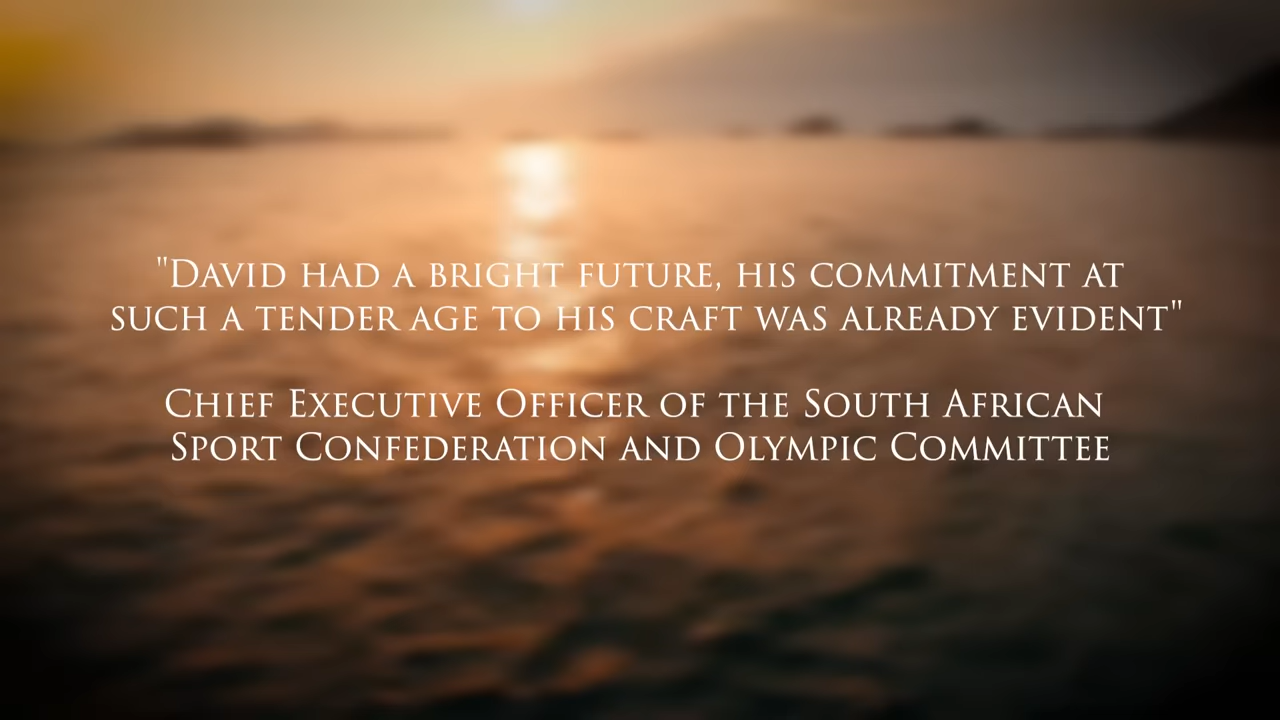 "David had a bright future, his commitment at
such a tender age to his craft was already evident"
Chief Executive Officer of the South African
Sport Confederation and Olympic Committee